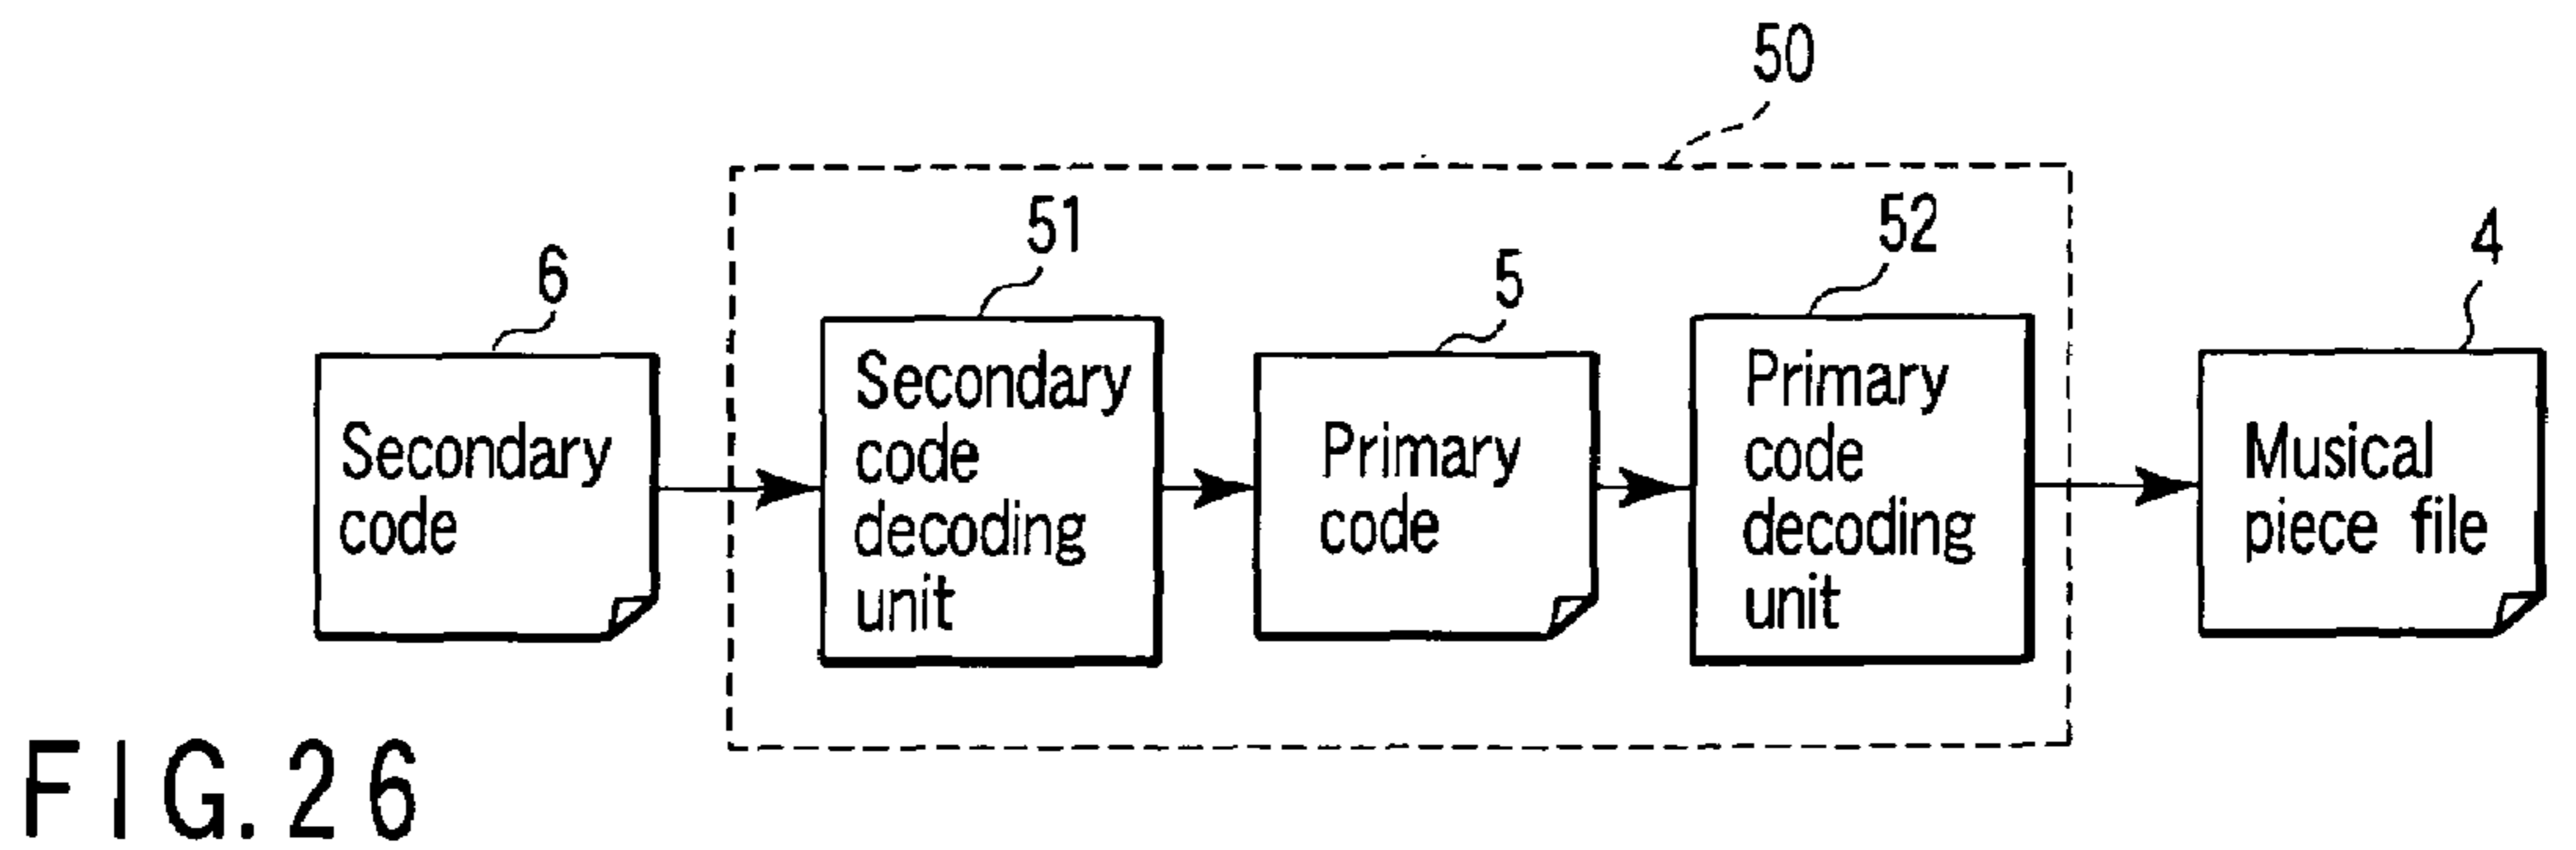 50
51
52
6
5
4
Secondary
code
Secondary
code
decoding
unit
Primary
code
Primary
code
decoding
unit
Musical
piece file
FIG.26